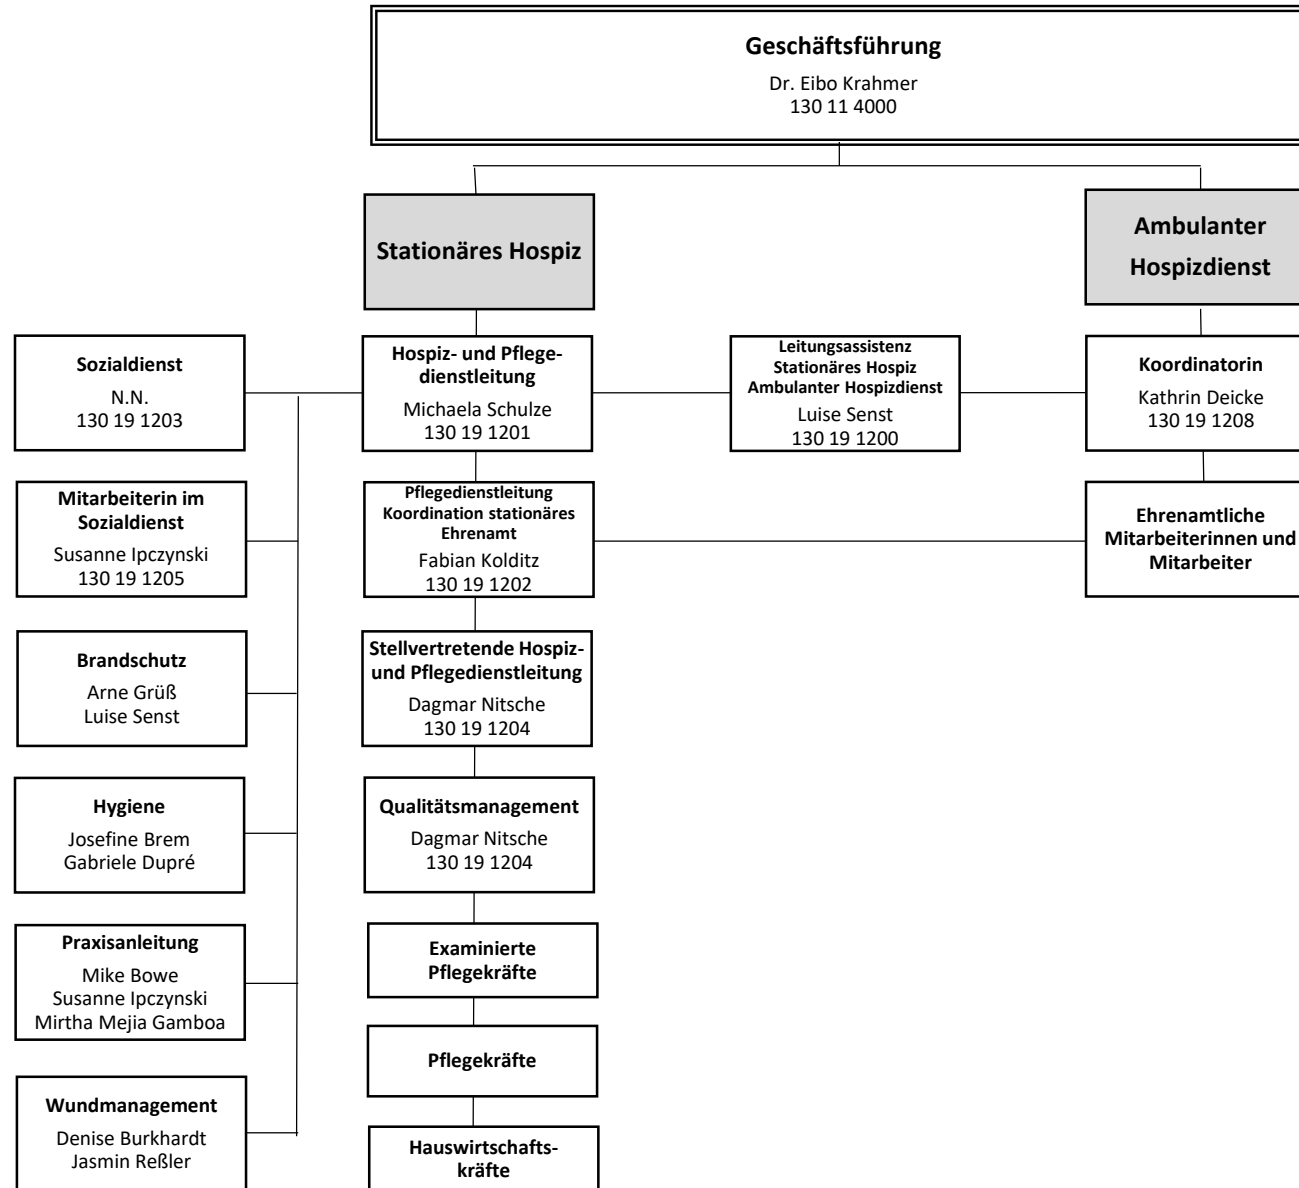 Geschäftsführung
Dr. Eibo Krahmer
130 11 4000
Stationäres Hospiz
Ambulanter
Hospizdienst
Sozialdienst
N.N.
130 19 1203
Hospiz- und Pflege-
dienstleitung
Michaela Schulze
130 19 1201
Leitungsassistenz
Stationäres Hospiz
Ambulanter Hospizdienst
Luise Senst
130 19 1200
Koordinatorin
Kathrin Deicke
130 19 1208
Mitarbeiterin im
Sozialdienst
Susanne Ipczynski
130 19 1205
Pflegedienstleitung
Koordination stationäres
Ehrenamt
Fabian Kolditz
130 19 1202
Ehrenamtliche
Mitarbeiterinnen und
Mitarbeiter
Brandschutz
Arne Grüß
Luise Senst
Stellvertretende Hospiz-
und Pflegedienstleitung
Dagmar Nitsche
130 19 1204
Hygiene
Josefine Brem
Gabriele Dupré
Qualitätsmanagement
Dagmar Nitsche
130 19 1204
Praxisanleitung
Mike Bowe
Susanne Ipczynski
Mirtha Mejia Gamboa
Examinierte
Pflegekräfte
Pflegekräfte
Wundmanagement
Denise Burkhardt
Jasmin Reßler
Hauswirtschafts-
kräfte